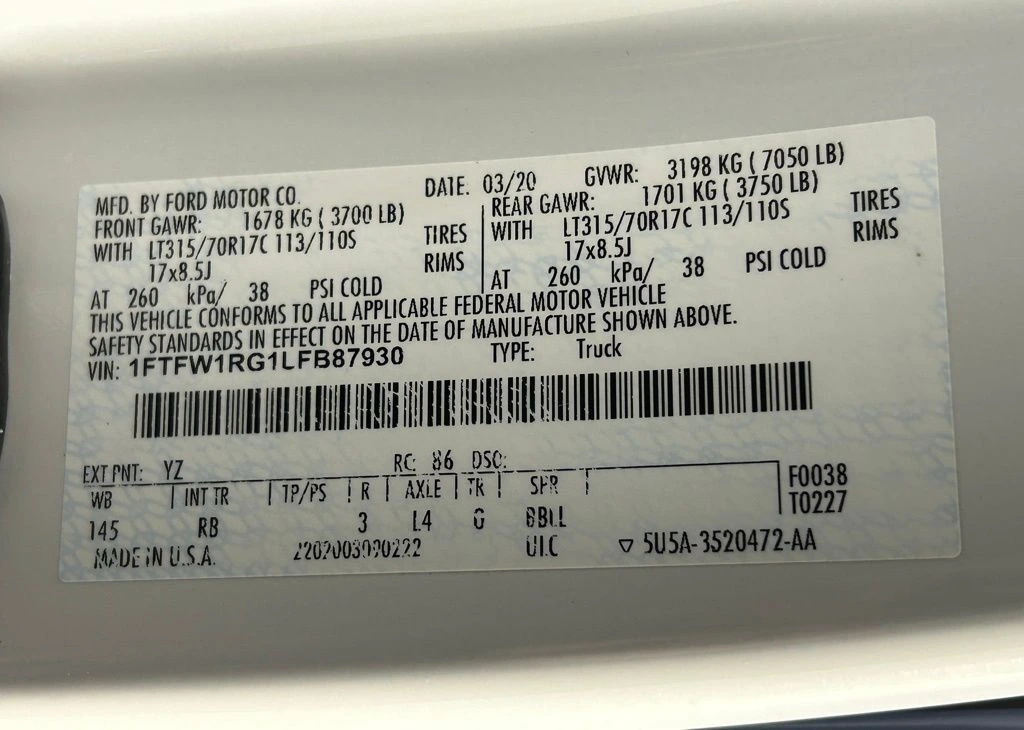 MFD. BY FORD MOTOR CO. DATE: 03/20 GVWR: 3198 KG ( 7050 LB)
FRONT GAWR: 1678 KG ( 3700 LB) REAR GAWR: 1701 KG ( 3750 LB)
WITH LT315/70R17C 113/110S TIRES WITH LT315/70R17C 113/110S TIRES
17x8.5J RIMS 17x8.5J RIMS
AT 260 kPa/ 38 PSI COLD AT 260 kPa/ 38 PSI COLD
THIS VEHICLE CONFORMS TO ALL APPLICABLE FEDERAL MOTOR VEHICLE
SAFETY STANDARDS IN EFFECT ON THE DATE OF MANUFACTURE SHOWN ABOVE.
VIN: 1FTFW1RG1LFB87930 TYPE: Truck
EXT PNT: YZ RC: 86 DSO:
WB INT TR TP/PS R AXLE TR SPR F0038
145 RB 3 L4 BBLL T0227
MADE IN U.S.A. ▽ 5U5A-3520472-AA